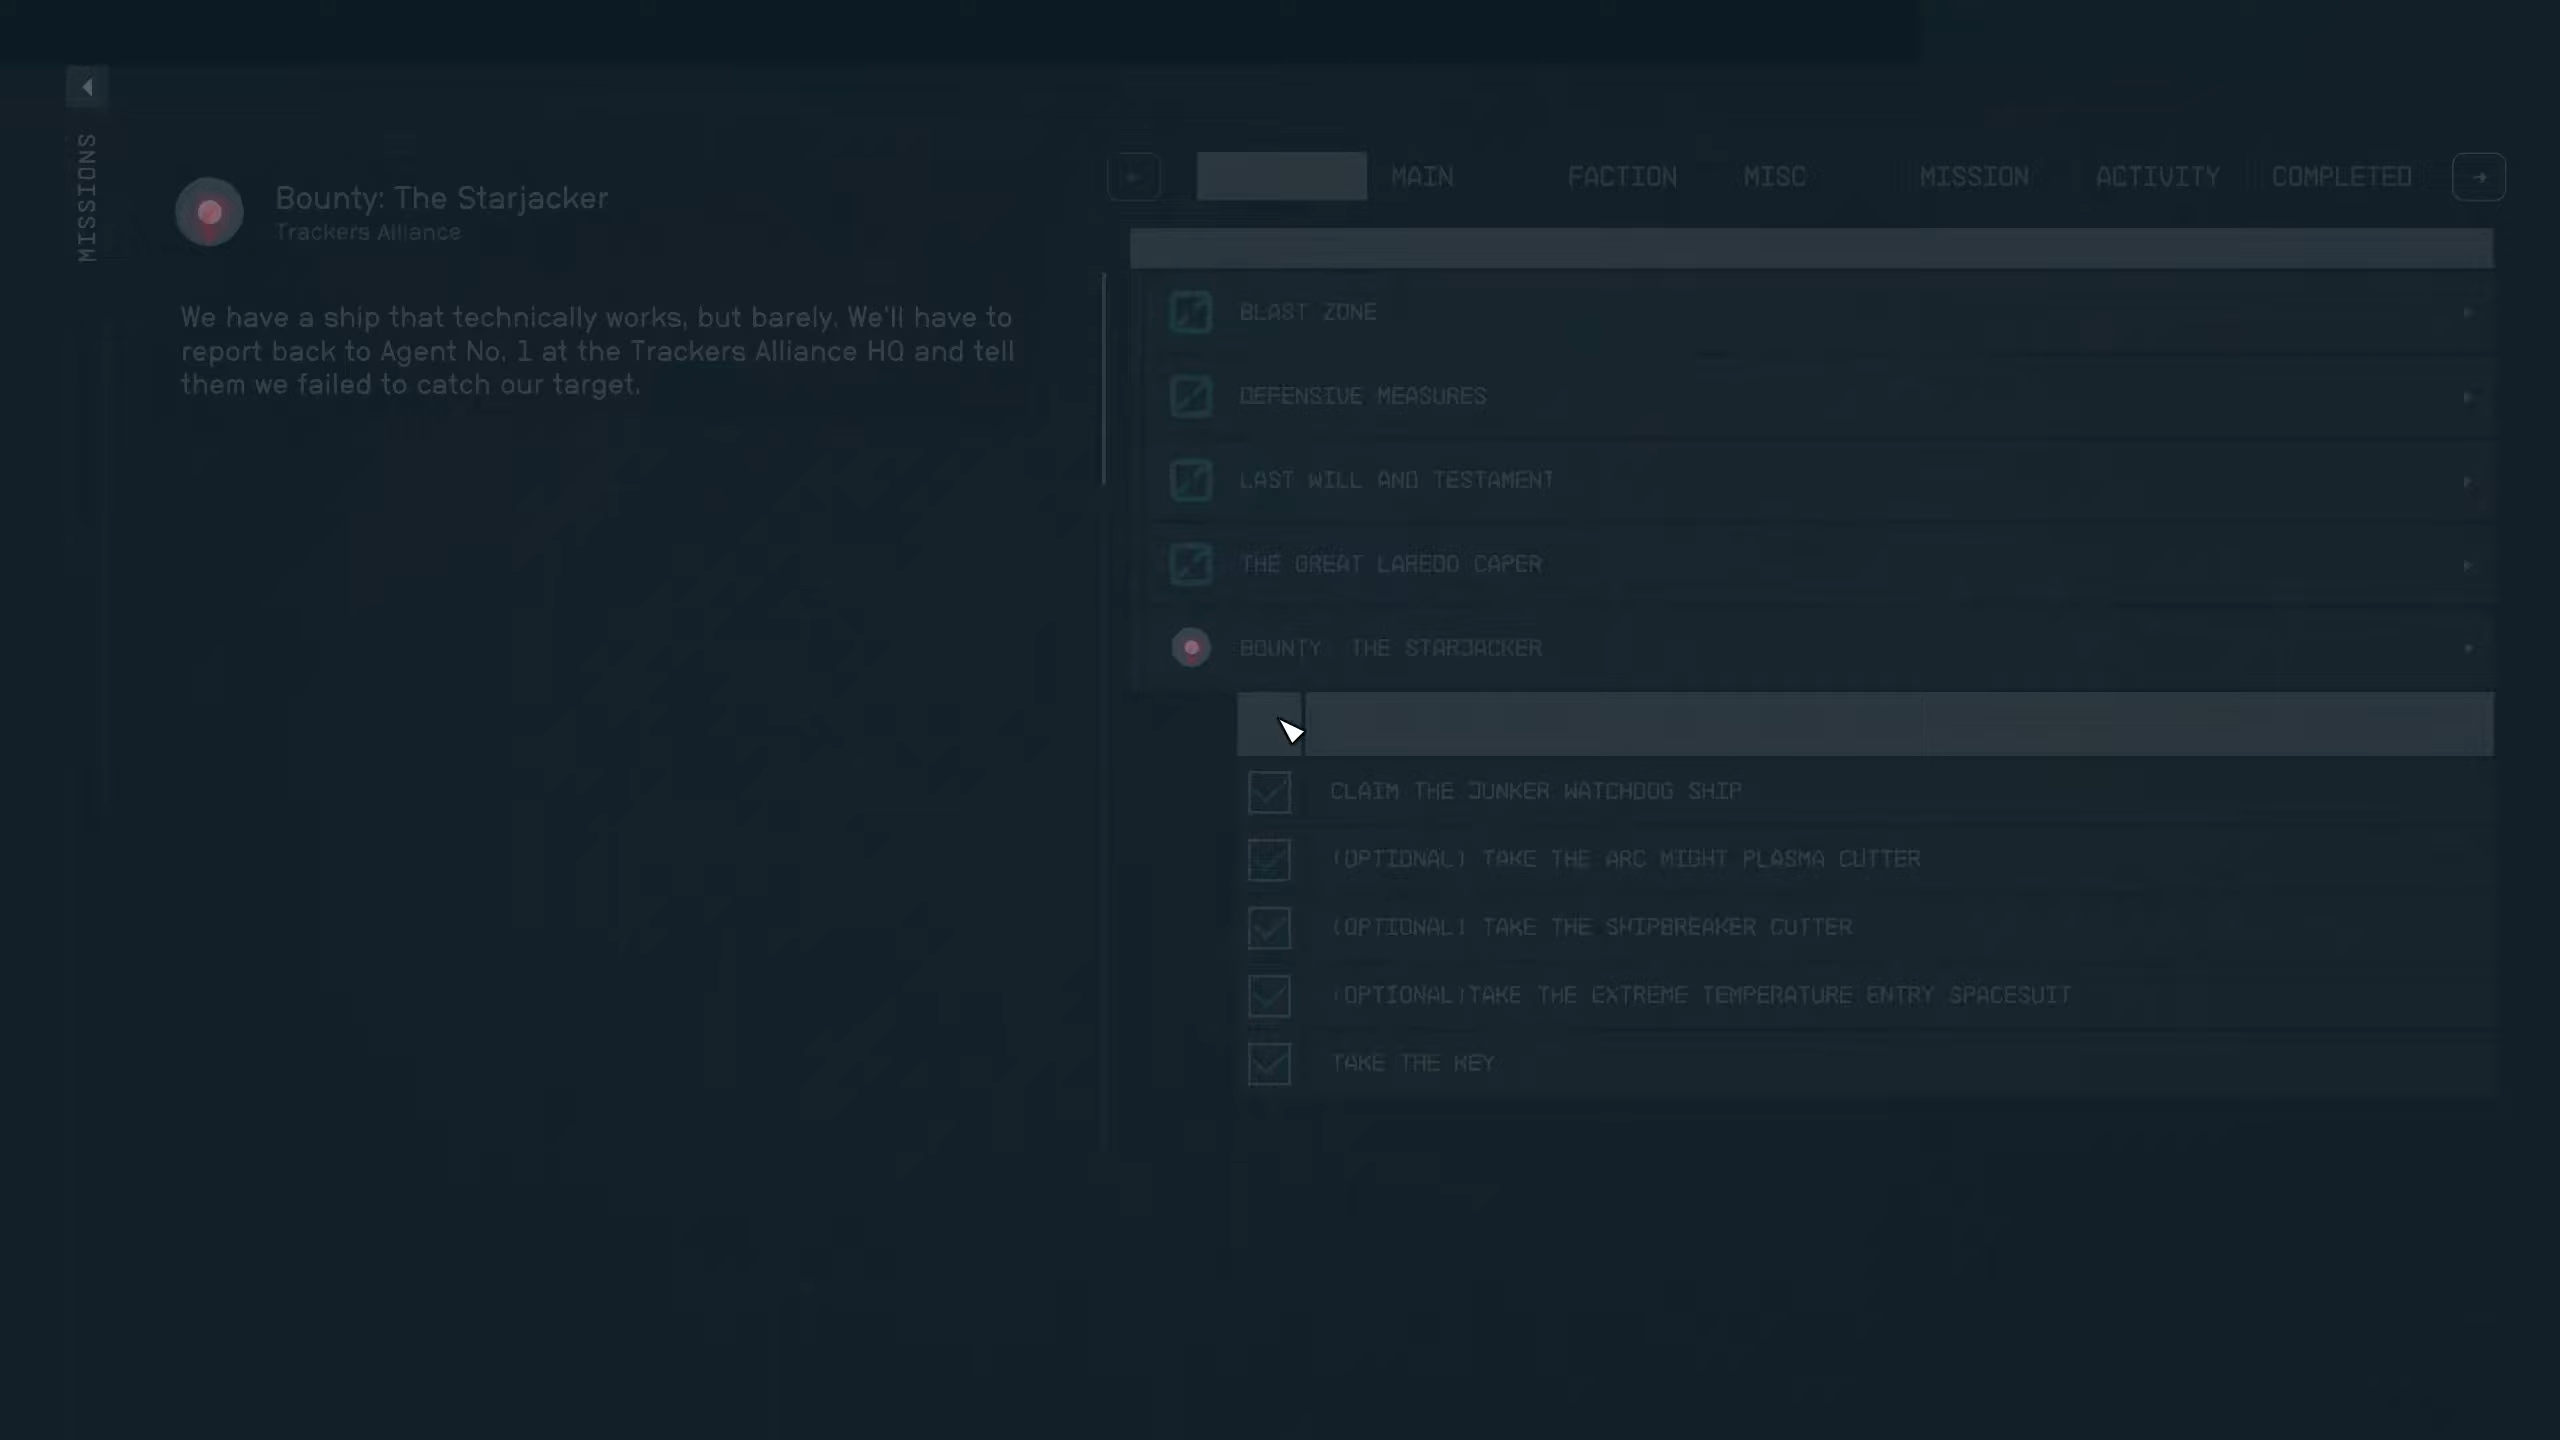 MISSIONS
Bounty: The Starjacker
Trackers Alliance
We have a ship that technically works, but barely. We'll have to
report back to Agent No. 1 at the Trackers Alliance HQ and tell
them we failed to catch our target.
MAIN FACTION MISC MISSION ACTIVITY COMPLETED
BLAST ZONE
DEFENSIVE MEASURES
LAST WILL AND TESTAMENT
THE GREAT LAREDO CAPER
BOUNTY: THE STARJACKER
CLAIM THE JUNKER WATCHDOG SHIP
(OPTIONAL) TAKE THE ARC MIGHT PLASMA CUTTER
(OPTIONAL) TAKE THE SHIPBREAKER CUTTER
(OPTIONAL)TAKE THE EXTREME TEMPERATURE ENTRY SPACESUIT
TAKE THE KEY